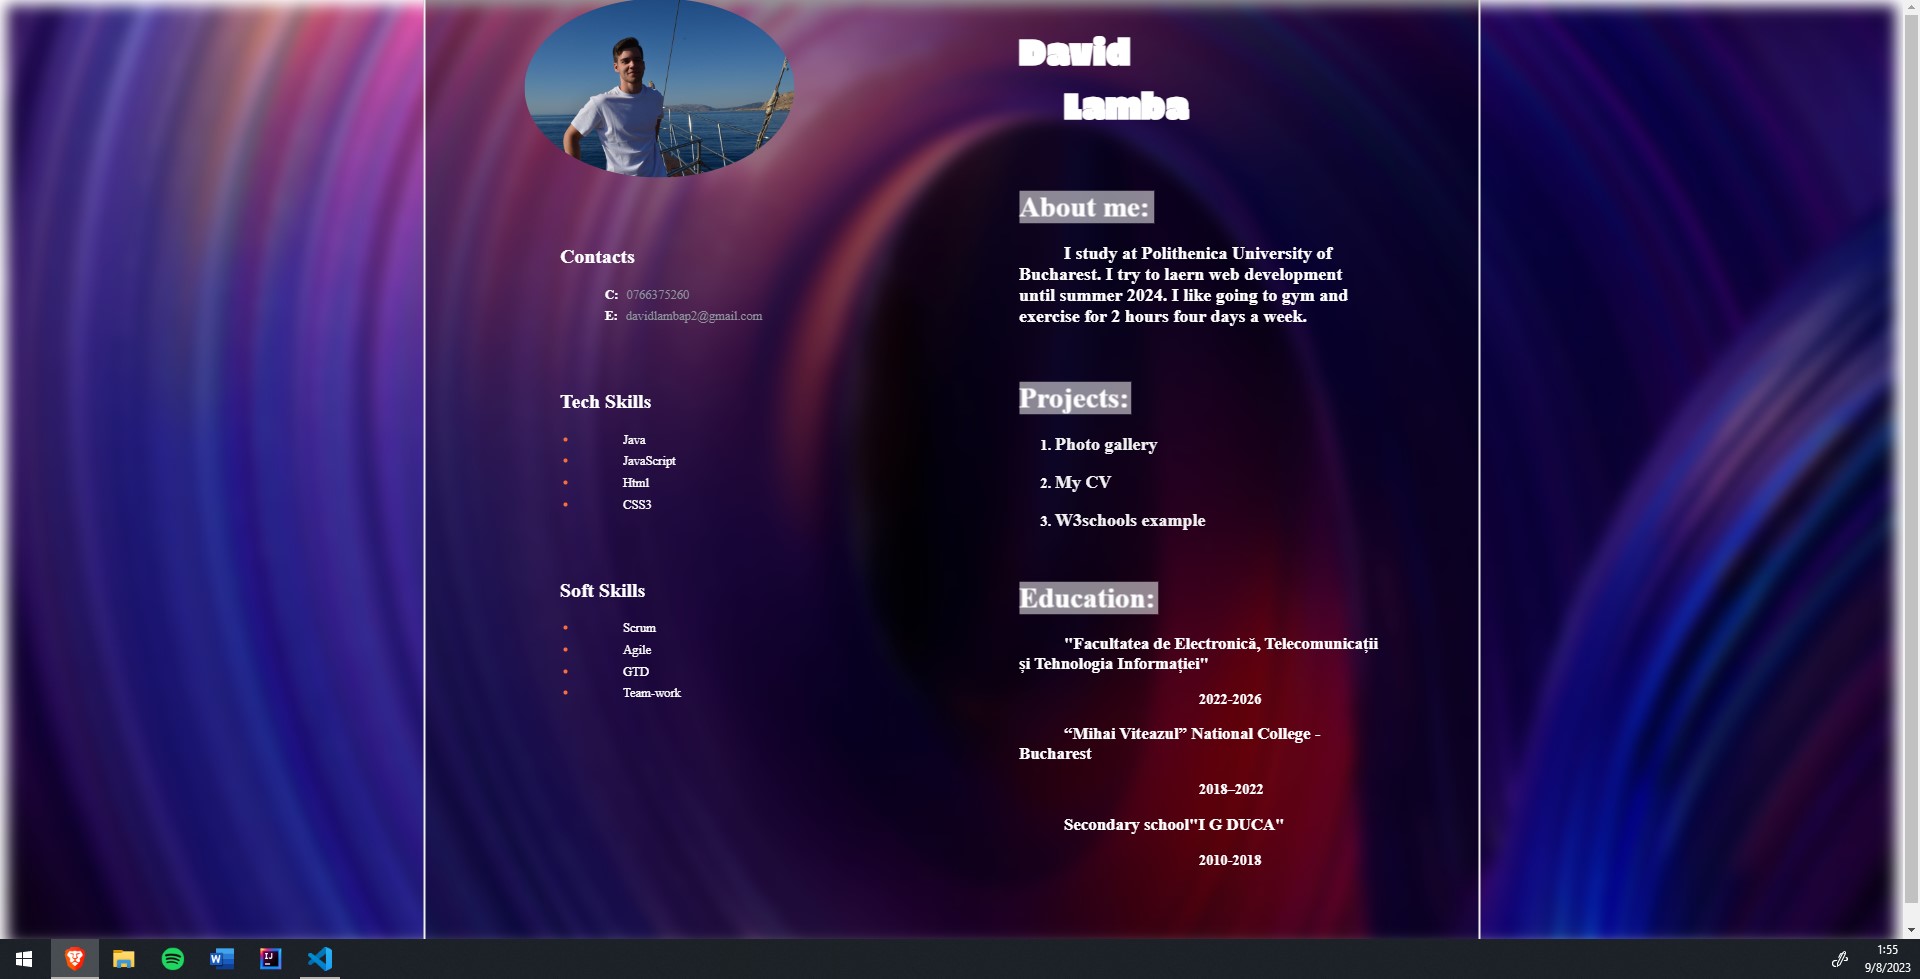 David
Lamba
Contacts
C: 0766375260
E: davidlambap2@gmail.com
Tech Skills
• Java
• JavaScript
• Html
• CSS3
Soft Skills
• Scrum
• Agile
• GTD
• Team-work
About me:
I study at Polithenica University of
Bucharest. I try to laern web development
until summer 2024. I like going to gym and
exercise for 2 hours four days a week.
Projects:
1. Photo gallery
2. My CV
3. W3schools example
Education:
"Facultatea de Electronică, Telecomunicații
și Tehnologia Informației"
2022-2026
“Mihai Viteazul” National College -
Bucharest
2018–2022
Secondary school"I G DUCA"
2010-2018
W
IJ
1:55
9/8/2023